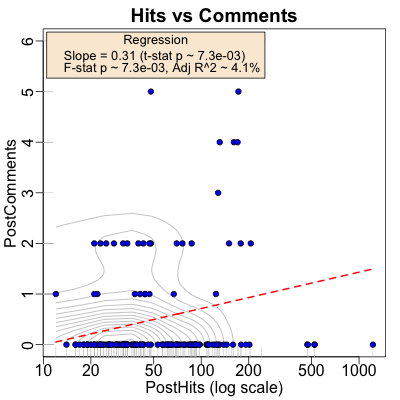 Hits vs Comments
Regression
Slope = 0.31 (t-stat p ~ 7.3e-03)
F-stat p ~ 7.3e-03, Adj R^2 ~ 4.1%
PostComments
6
5
4
3
2
1
0
10 20 50 100 200 500 1000
PostHits (log scale)